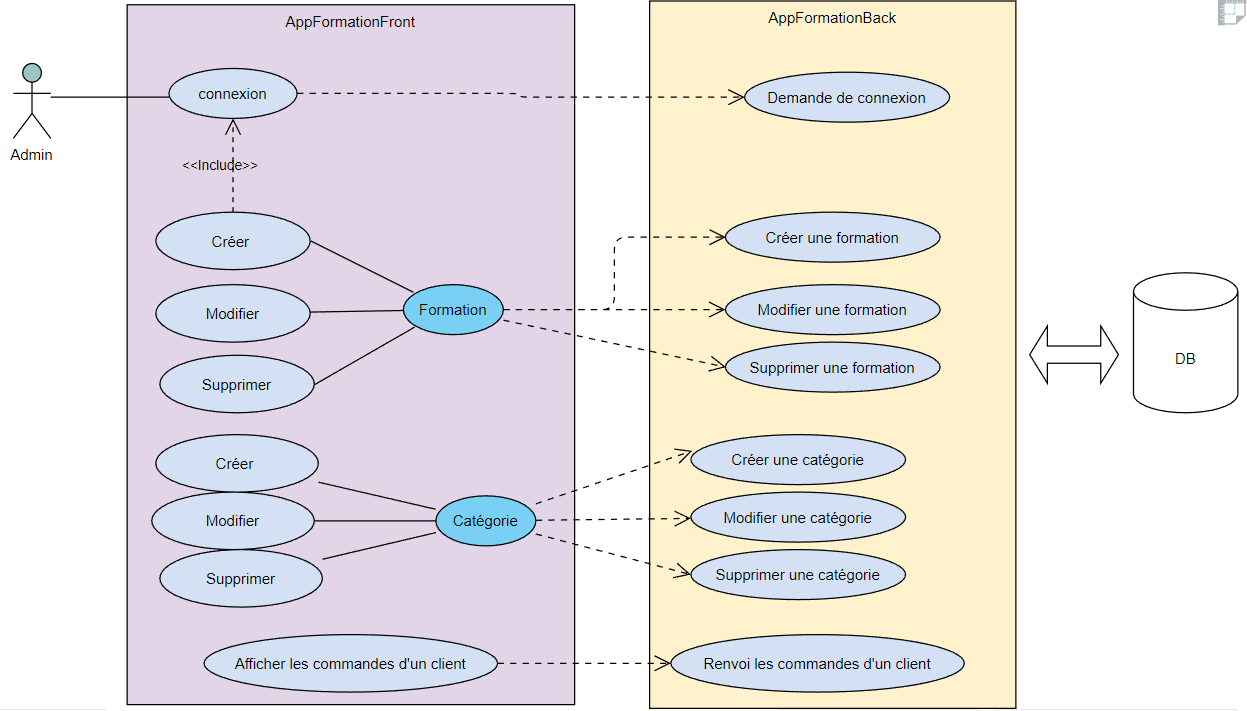 AppFormationFront
AppFormationBack
connexion
Demande de connexion
Admin
<<Include>>
Créer
Créer une formation
Modifier
Formation
Modifier une formation
Supprimer
Supprimer une formation
DB
Créer
Créer une catégorie
Modifier
Catégorie
Modifier une catégorie
Supprimer
Supprimer une catégorie
Afficher les commandes d'un client
Renvoi les commandes d'un client